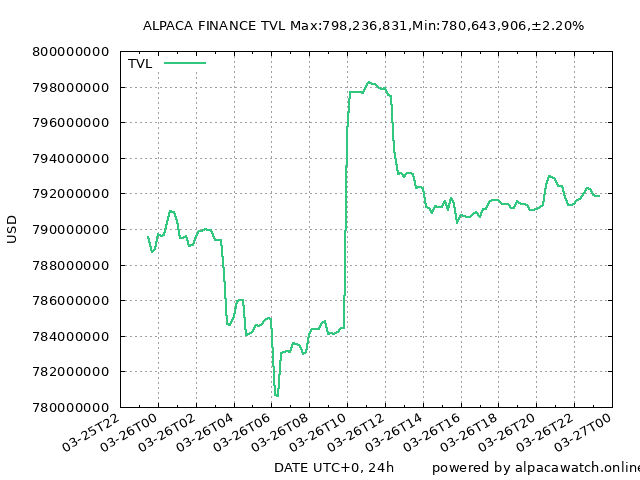 ALPACA FINANCE TVL Max:798,236,831,Min:780,643,906,±2.20%
TVL
800000000
798000000
796000000
794000000
792000000
790000000
788000000
786000000
784000000
782000000
780000000
USD
03-25T22
03-26T00
03-26T02
03-26T04
03-26T06
03-26T08
03-26T10
03-26T12
03-26T14
03-26T16
03-26T18
03-26T20
03-26T22
03-27T00
DATE UTC+0, 24h
powered by alpacawatch.online